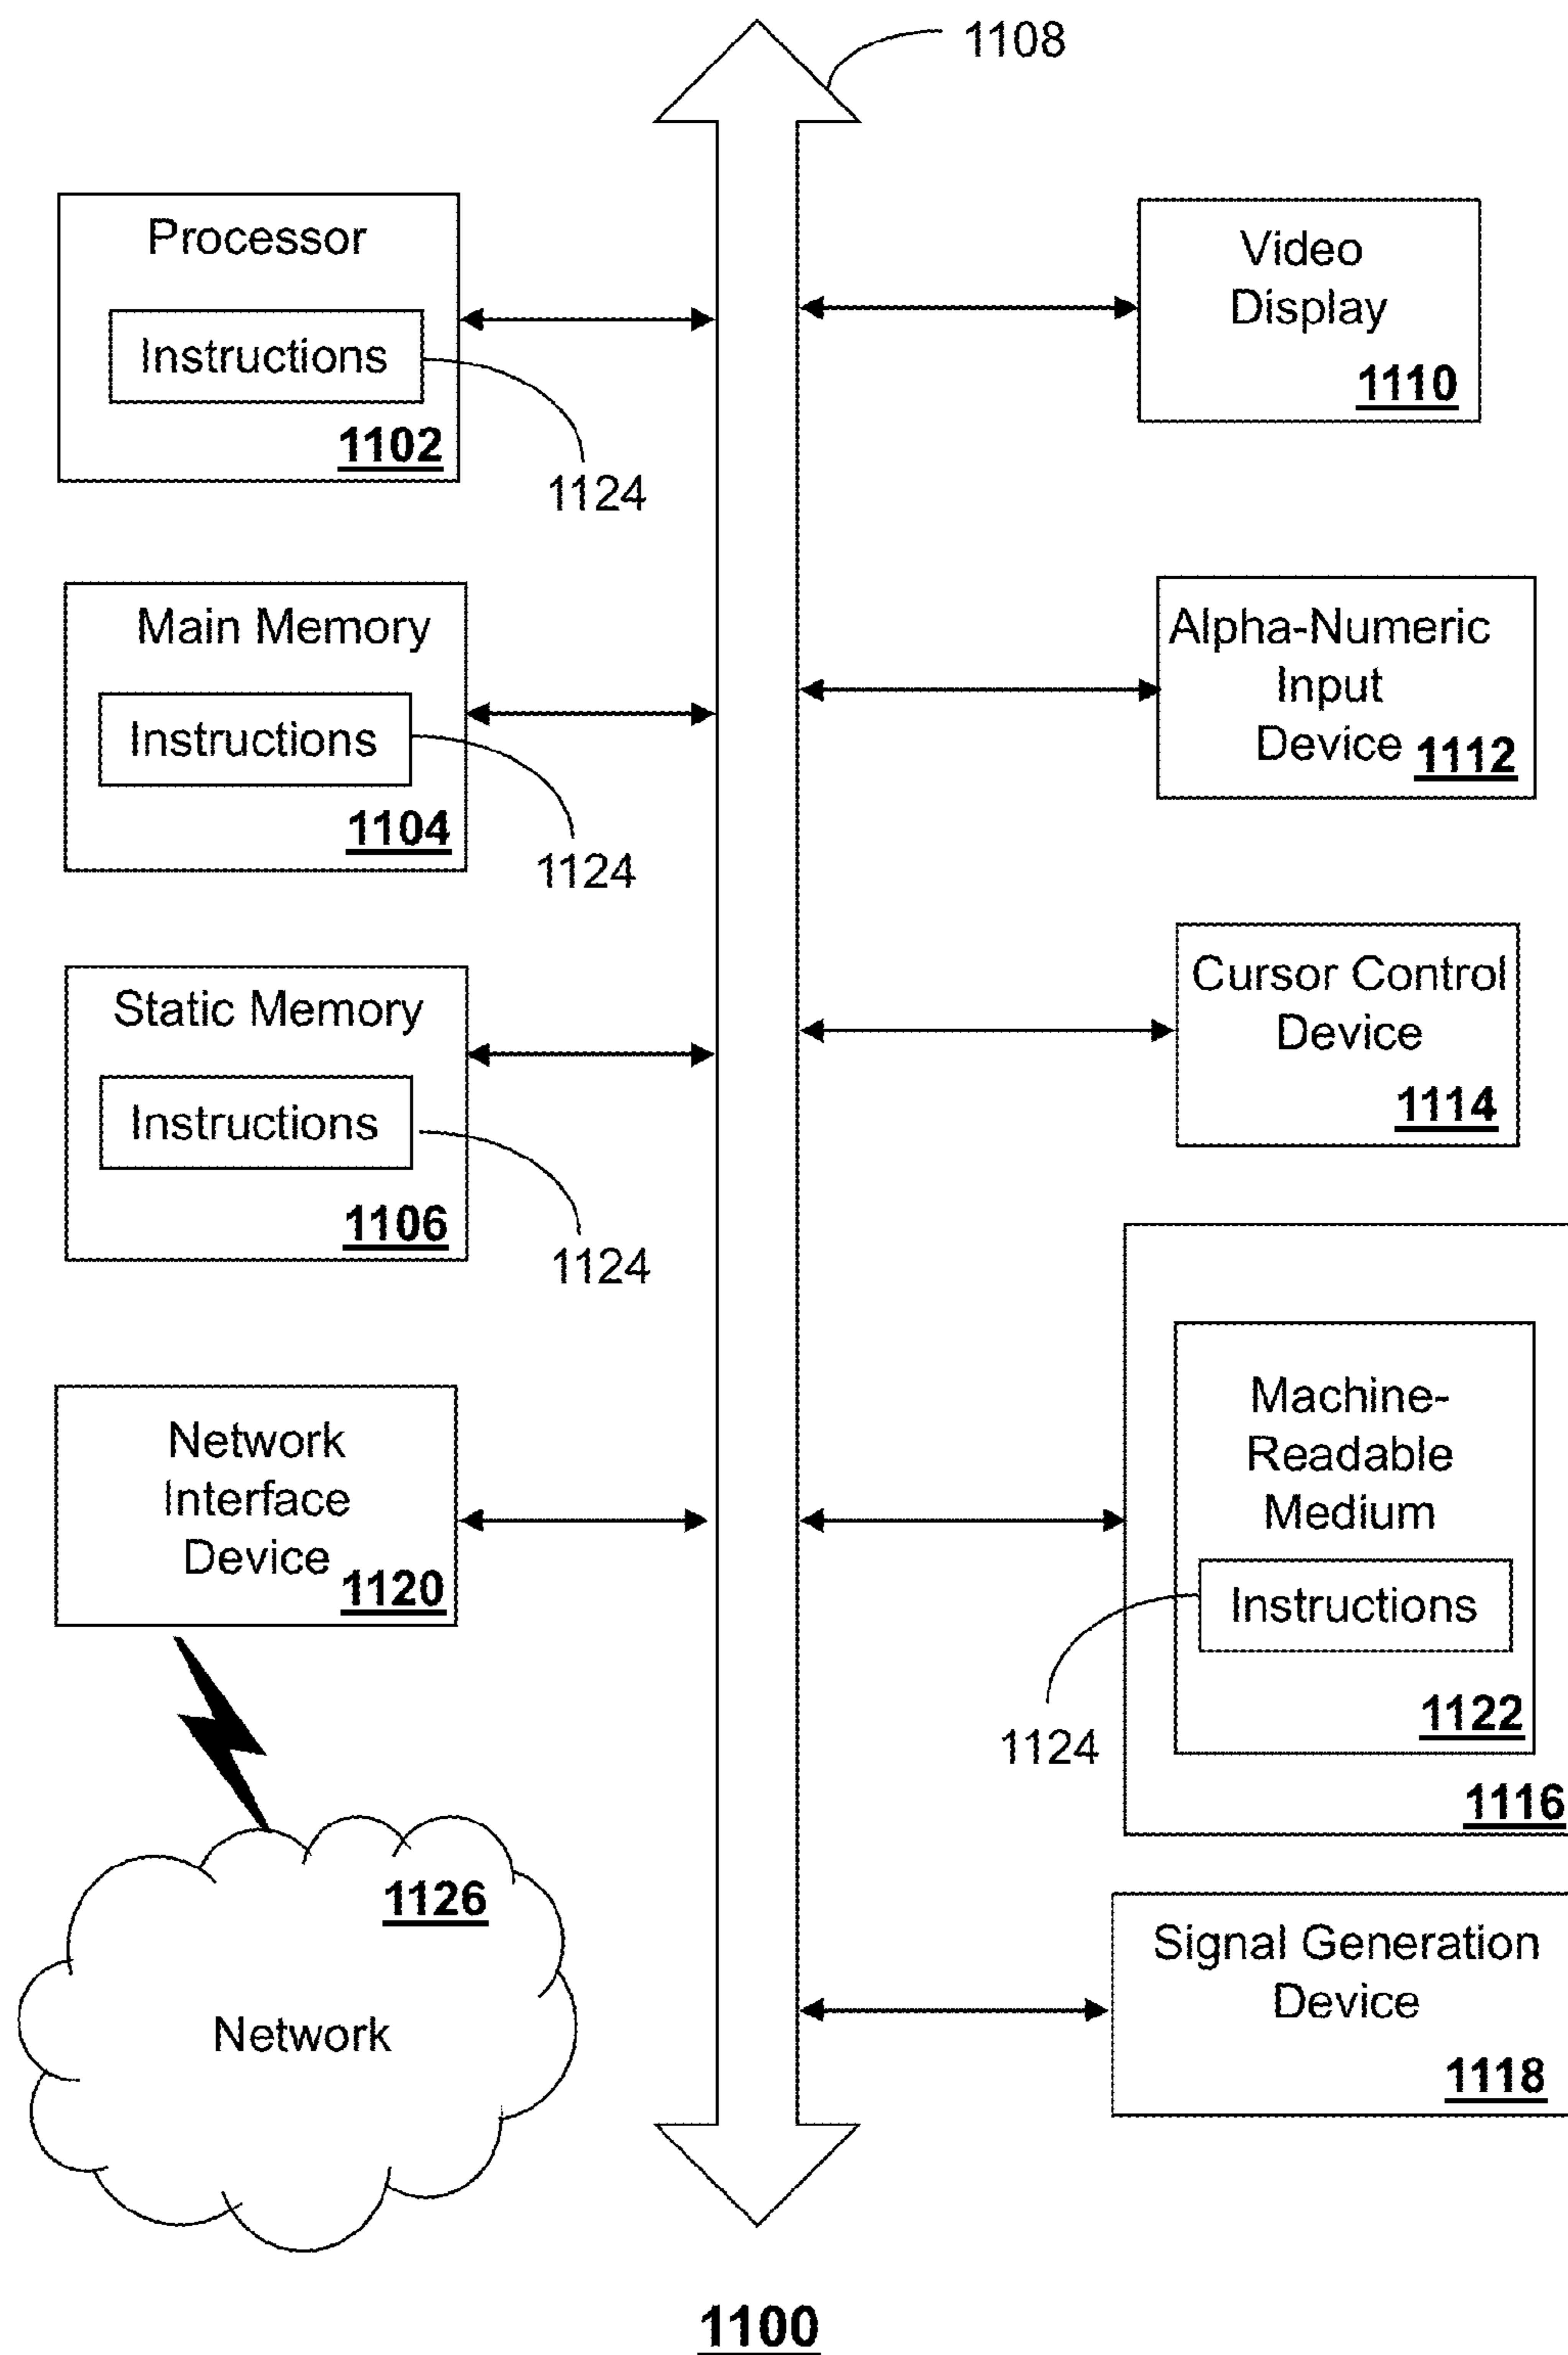 1108
Processor
Instructions
1102
1124
Main Memory
Instructions
1104
1124
Static Memory
Instructions
1106
1124
Network
Interface
Device
1120
1126
Network
Video
Display
1110
Alpha-Numeric
Input
Device 1112
Cursor Control
Device
1114
Machine-
Readable
Medium
Instructions
1122
1124
1116
Signal Generation
Device
1118
1100